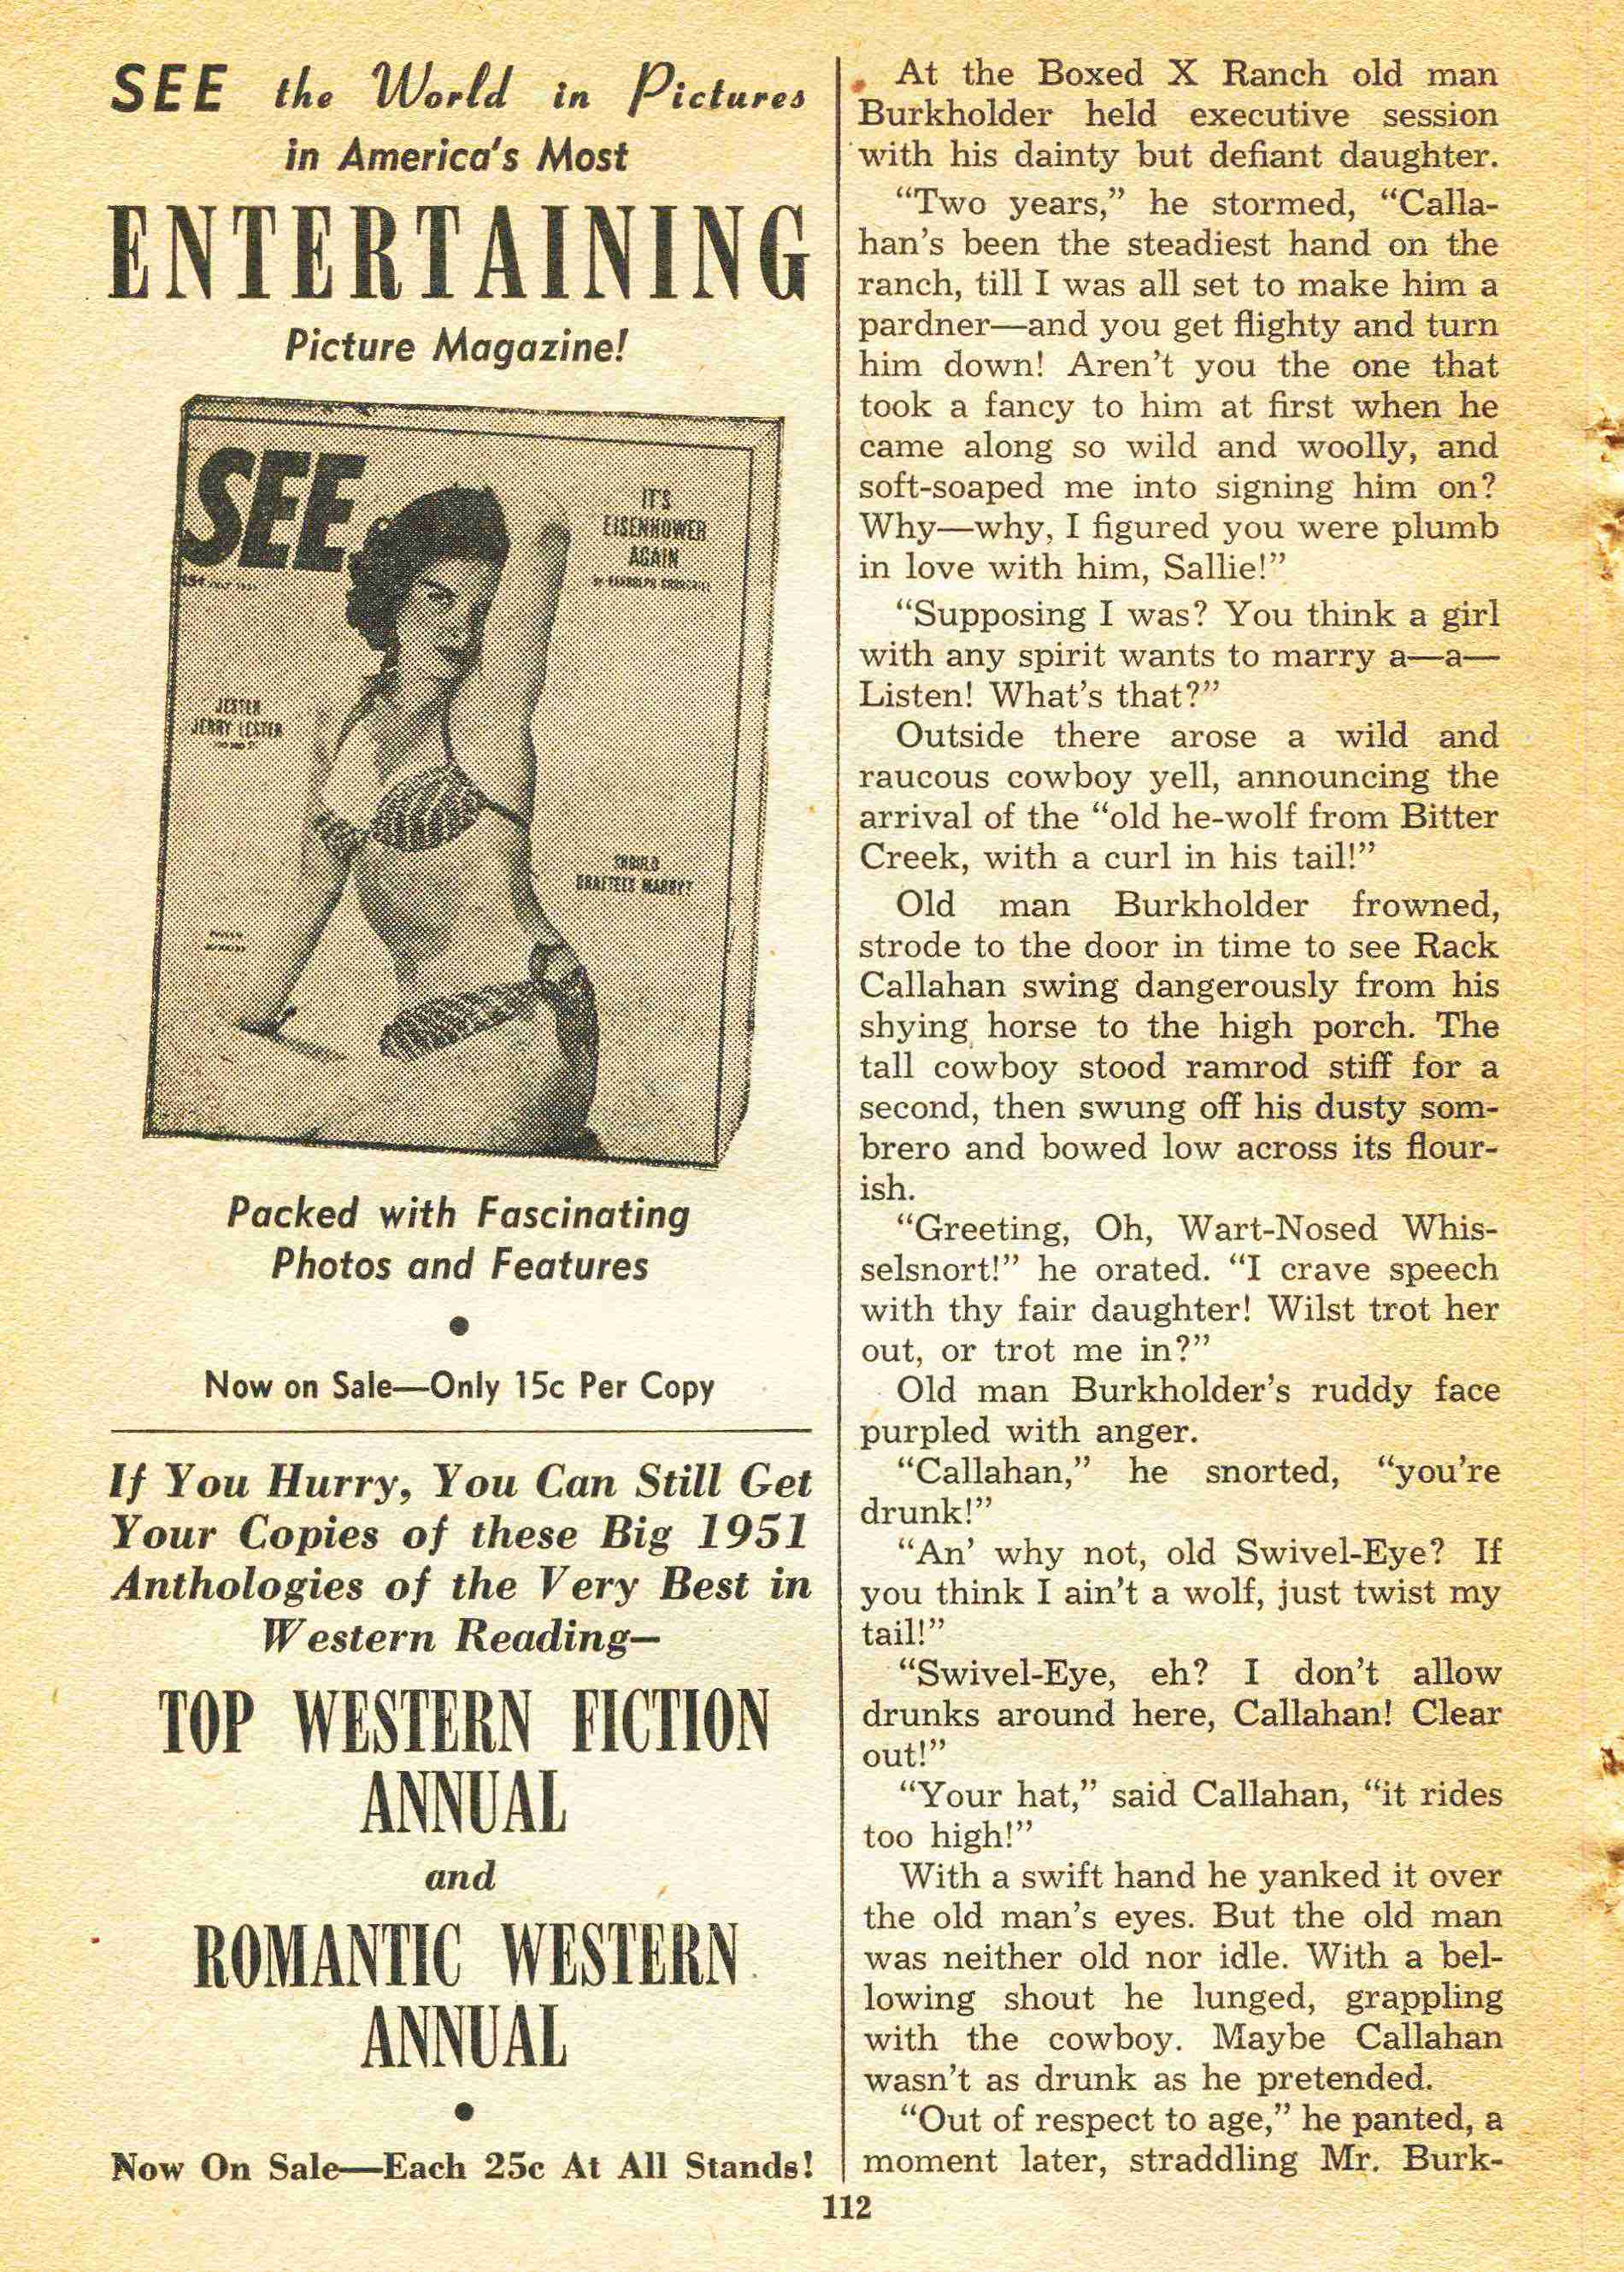 SEE the World in Pictures
in America's Most
ENTERTAINING
Picture Magazine!
SEE
IT'S
EISENHOWER
AGAIN
BY RANDOLPH CHURCHILL
JESTER
JERRY LESTER
SHOULD
DRAFTEES MARRY?
Packed with Fascinating
Photos and Features
●
Now on Sale—Only 15c Per Copy
If You Hurry, You Can Still Get
Your Copies of these Big 1951
Anthologies of the Very Best in
Western Reading—
TOP WESTERN FICTION
ANNUAL
and
ROMANTIC WESTERN
ANNUAL
●
Now On Sale—Each 25c At All Stands!
At the Boxed X Ranch old man
Burkholder held executive session
with his dainty but defiant daughter.
“Two years,” he stormed, “Calla-
han’s been the steadiest hand on the
ranch, till I was all set to make him a
pardner—and you get flighty and turn
him down! Aren’t you the one that
took a fancy to him at first when he
came along so wild and woolly, and
soft-soaped me into signing him on?
Why—why, I figured you were plumb
in love with him, Sallie!”
“Supposing I was? You think a girl
with any spirit wants to marry a—a—
Listen! What’s that?”
Outside there arose a wild and
raucous cowboy yell, announcing the
arrival of the “old he-wolf from Bitter
Creek, with a curl in his tail!”
Old man Burkholder frowned,
strode to the door in time to see Rack
Callahan swing dangerously from his
shying horse to the high porch. The
tall cowboy stood ramrod stiff for a
second, then swung off his dusty som-
brero and bowed low across its flour-
ish.
“Greeting, Oh, Wart-Nosed Whis-
selsnort!” he orated. “I crave speech
with thy fair daughter! Wilst trot her
out, or trot me in?”
Old man Burkholder’s ruddy face
purpled with anger.
“Callahan,” he snorted, “you’re
drunk!”
“An’ why not, old Swivel-Eye? If
you think I ain’t a wolf, just twist my
tail!”
“Swivel-Eye, eh? I don’t allow
drunks around here, Callahan! Clear
out!”
“Your hat,” said Callahan, “it rides
too high!”
With a swift hand he yanked it over
the old man’s eyes. But the old man
was neither old nor idle. With a bel-
lowing shout he lunged, grappling
with the cowboy. Maybe Callahan
wasn’t as drunk as he pretended.
“Out of respect to age,” he panted, a
moment later, straddling Mr. Burk-
112